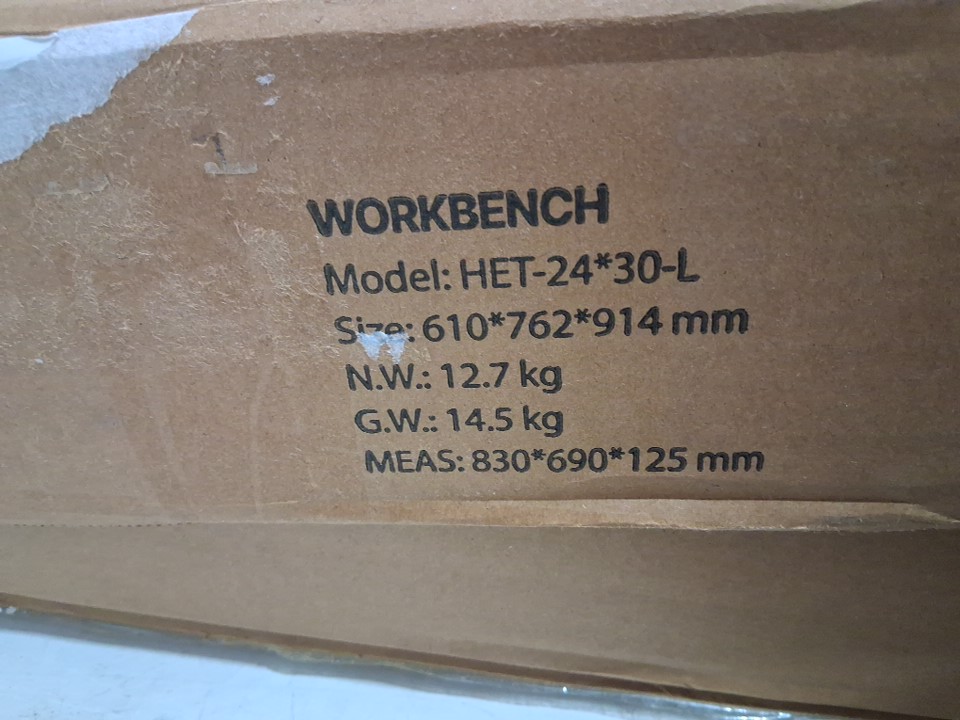 WORKBENCH
Model: HET-24*30-L
Size: 610*762*914 mm
N.W.: 12.7 kg
G.W.: 14.5 kg
MEAS: 830*690*125 mm